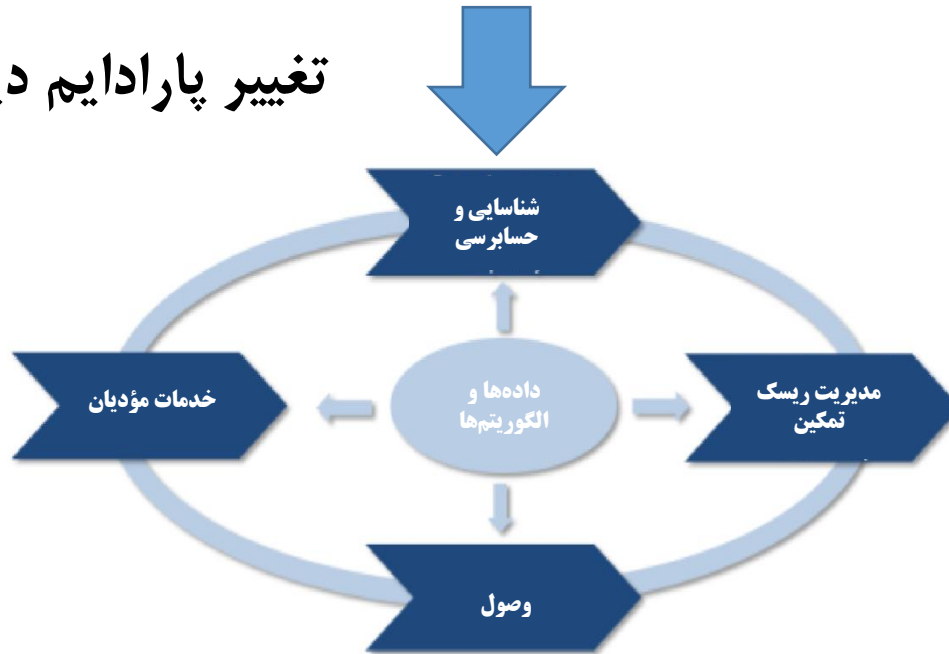 تغییر پارادایم
شناسایی و
حسابرسی
خدمات مؤدیان
داده‌ها و
الگوریتم‌ها
مدیریت ریسک
تمکین
وصول